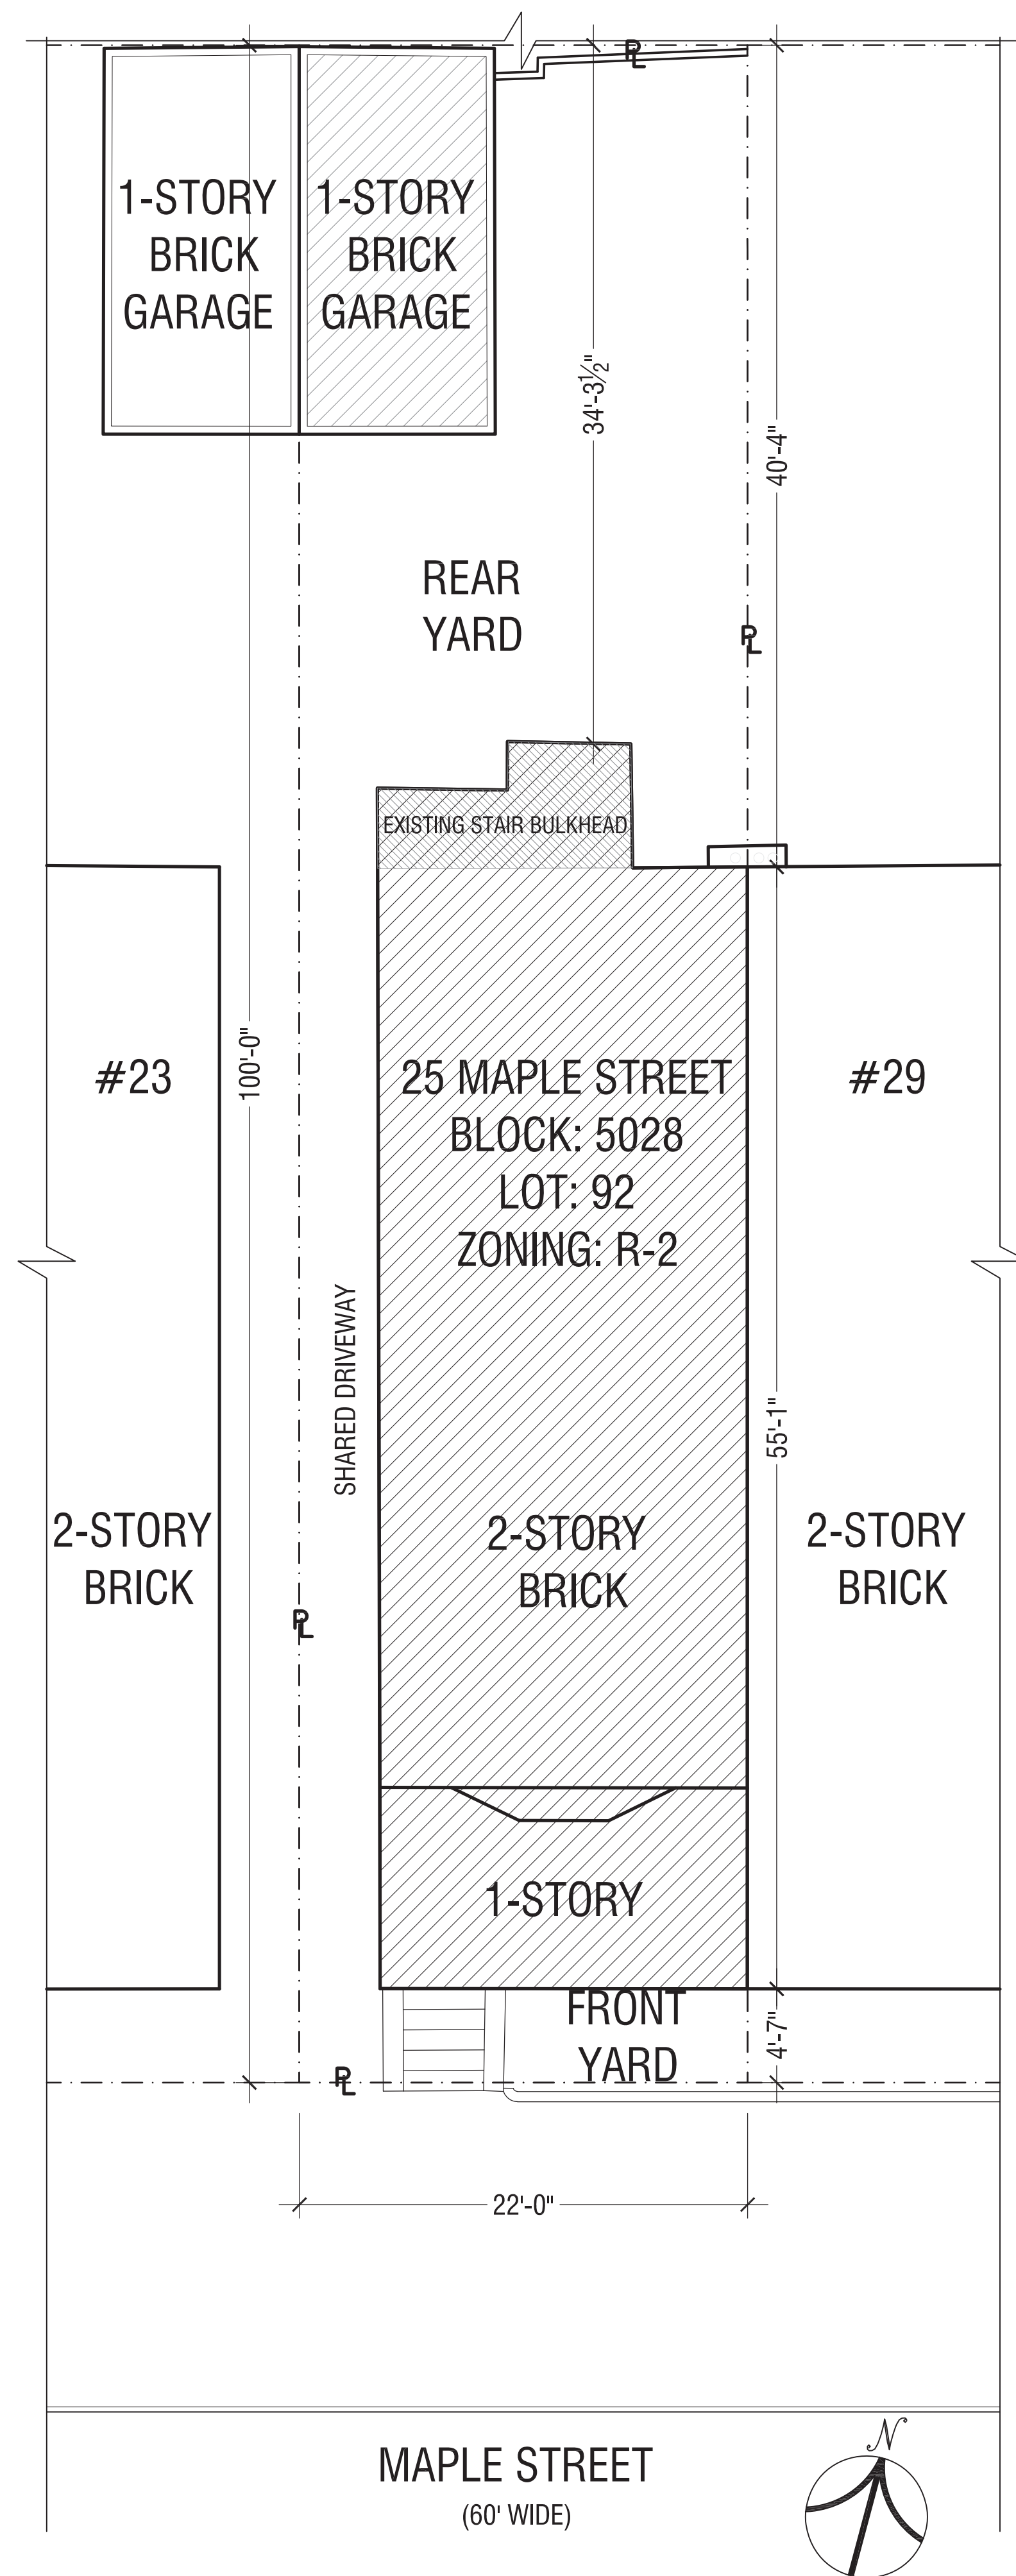 PL
1-STORY
BRICK
GARAGE
1-STORY
BRICK
GARAGE
34'-3½"
40'-4"
REAR
YARD
PL
EXISTING STAIR BULKHEAD
#23
100'-0"
25 MAPLE STREET
BLOCK: 5028
LOT: 92
ZONING: R-2
#29
SHARED DRIVEWAY
55'-1"
2-STORY
BRICK
2-STORY
BRICK
2-STORY
BRICK
PL
1-STORY
FRONT
YARD
4'-7"
PL
22'-0"
MAPLE STREET
(60' WIDE)
N